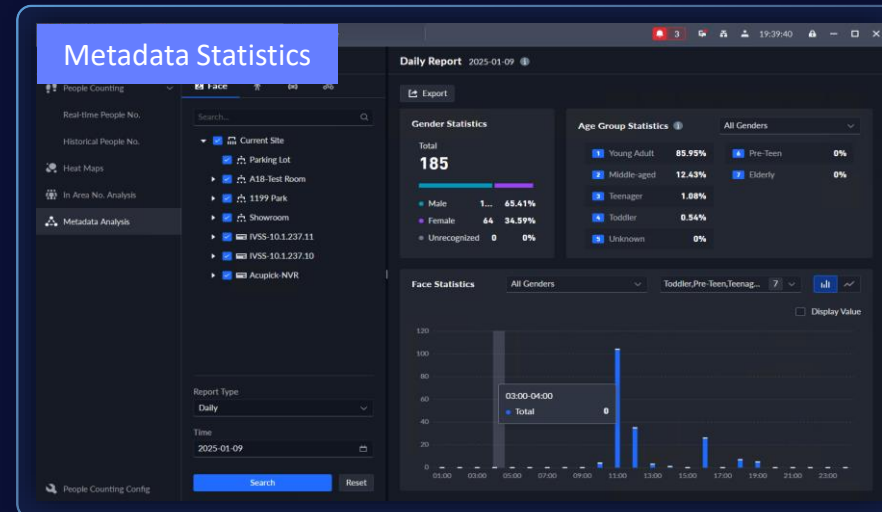 Metadata Statistics
3
19:39:40
People Counting
Real-time People No.
Historical People No.
Heat Maps
In Area No. Analysis
Metadata Analysis
People Counting Config
Face
Search...
Current Site
Parking Lot
A18-Test Room
1199 Park
Showroom
IVSS-10.1.237.11
IVSS-10.1.237.10
Acupick-NVR
Report Type
Daily
Time
2025-01-09
Search Reset
Daily Report 2025-01-09
Export
Gender Statistics
Total
185
Male 1... 65.41%
Female 64 34.59%
Unrecognized 0 0%
Age Group Statistics All Genders
1 Young Adult 85.95%
2 Middle-aged 12.43%
3 Teenager 1.08%
4 Toddler 0.54%
5 Unknown 0%
6 Pre-Teen 0%
7 Elderly 0%
Face Statistics All Genders Toddler,Pre-Teen,Teenag... 7
Display Value
120
100
80
60
40
20
0
03:00-04:00
Total 0
01:00 03:00 05:00 07:00 09:00 11:00 13:00 15:00 17:00 19:00 21:00 23:00